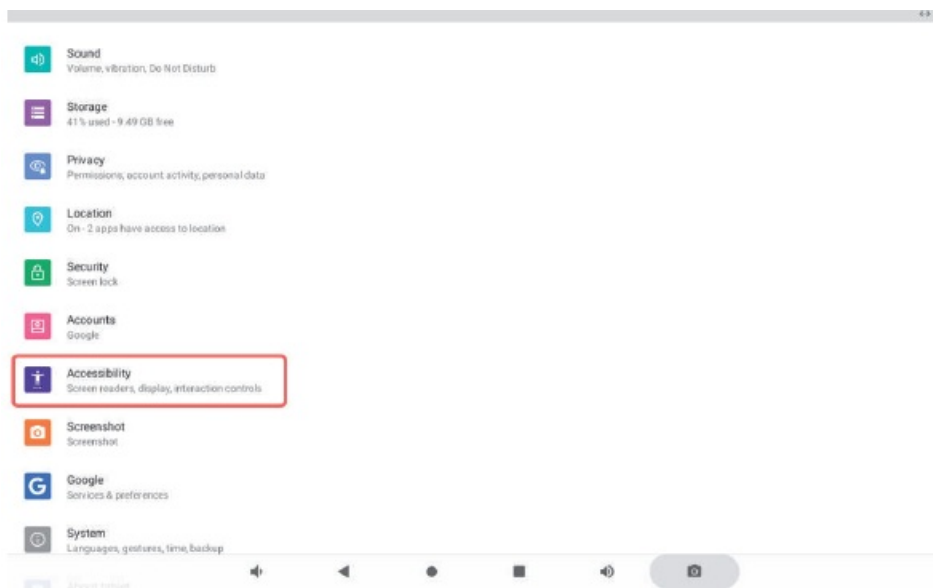 Sound
Volume, vibration, Do Not Disturb
Storage
41% used - 9.49 GB free
Privacy
Permissions, account activity, personal data
Location
On - 2 apps have access to location
Security
Screen lock
Accounts
Google
Accessibility
Screen readers, display, interaction controls
Screenshot
Screenshot
Google
Services & preferences
System
Languages, gestures, time, backup
About tablet